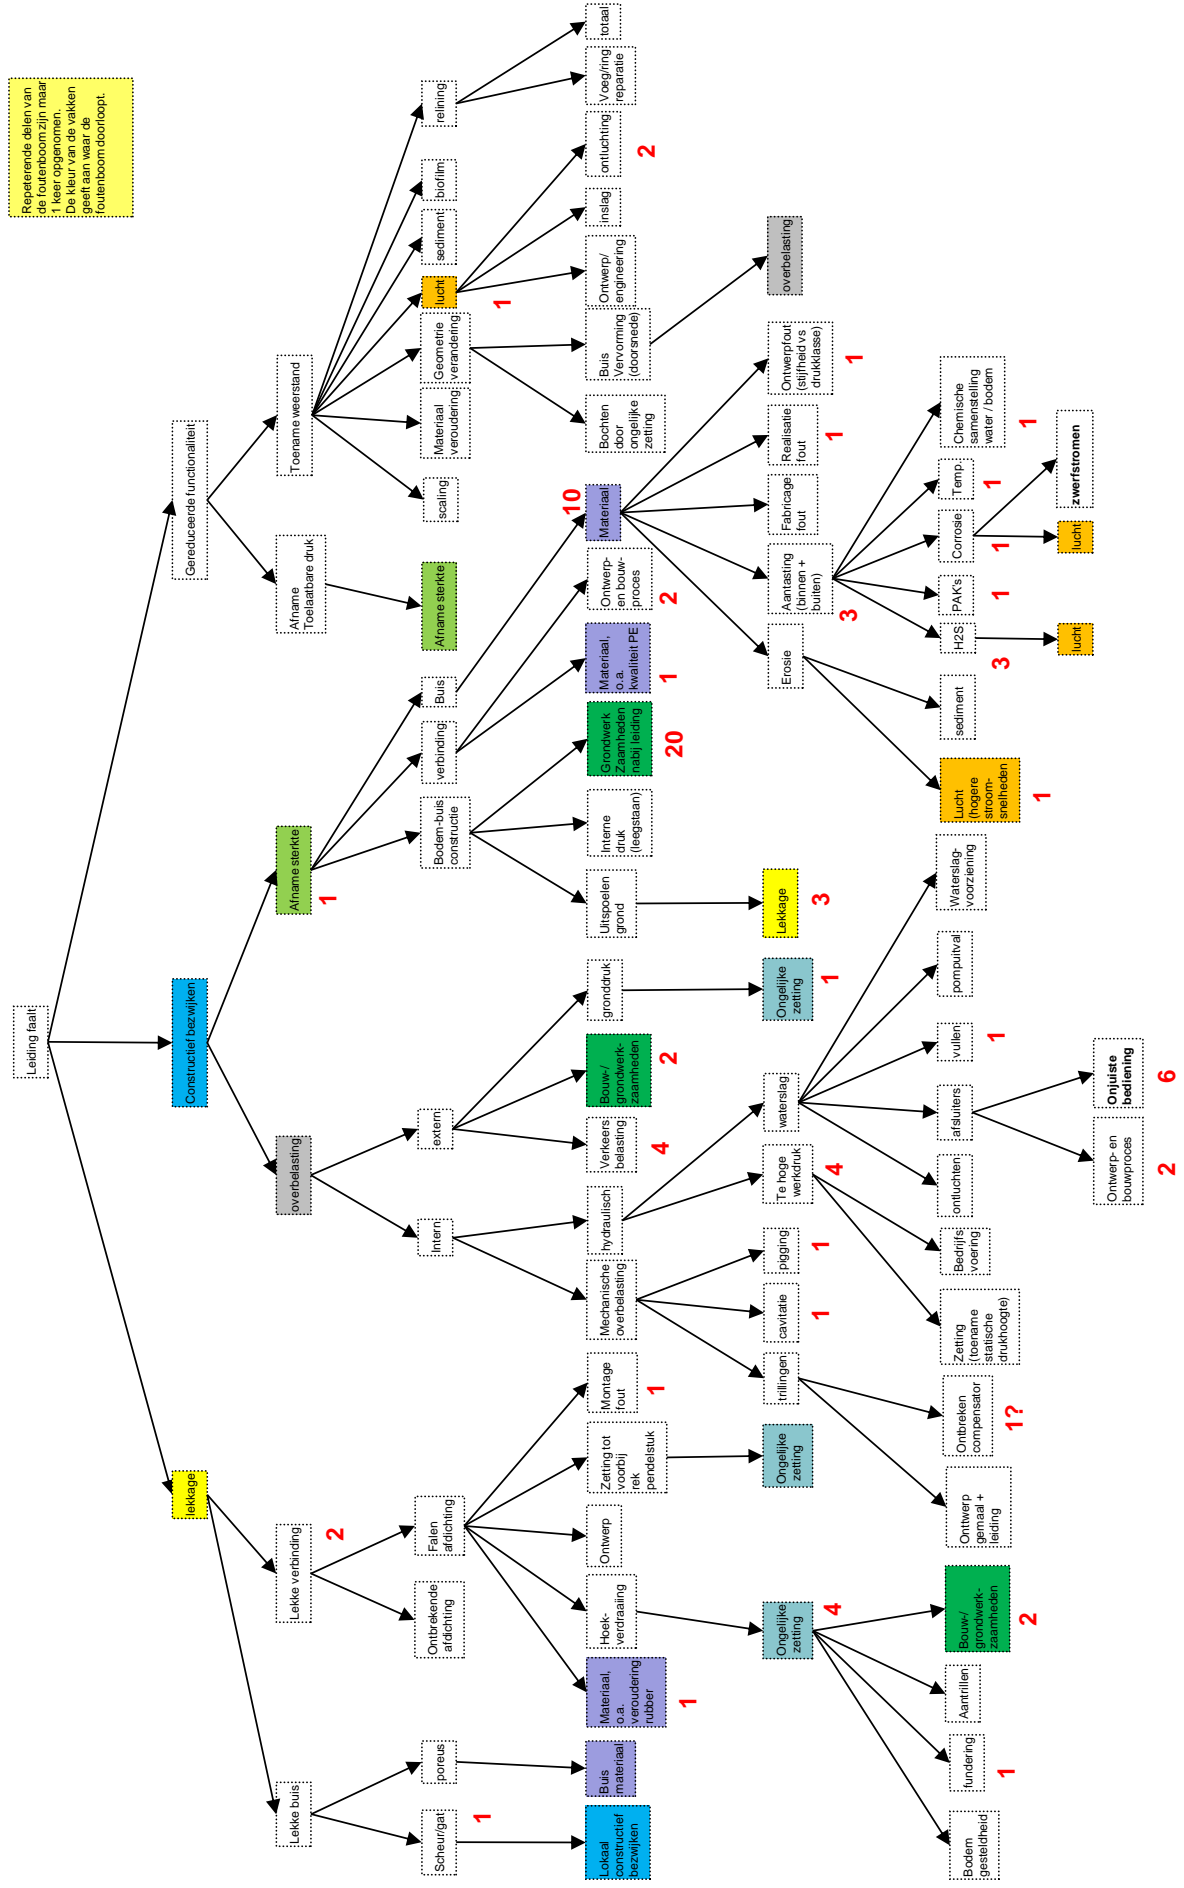 Repeterende delen van
de foutenboom zijn maar
1 keer opgenomen.
De kleur van de vakken
geeft aan waar de
foutenboom doorloopt.
Leiding faalt
lekkage
Constructief bezwijken
Gereduceerde functionaliteit
Lekke buis
Lekke verbinding
2
overbelasting
Afname sterkte
1
Afname
Toelaatbare druk
Toename weerstand
Scheur/gat
1
poreus
Ontbrekende
afdichting
Falen
afdichting
Intern
extern
Bodem-buis
constructie
verbinding
Buis
Afname sterkte
scaling
Materiaal
veroudering
Geometrie
verandering
lucht
1
sediment
biofilm
relining
Lokaal
constructief
bezwijken
Buis
materiaal
Materiaal,
o.a.
veroudering
rubber
1
Hoek-
verdraaiing
Ontwerp
Zetting tot
voorbij
rek
pendelstuk
Montage
fout
1
Mechanische
overbelasting
hydraulisch
Verkeers
belasting
4
Bouw-/
grondwerk-
zaamheden
2
gronddruk
Uitspoelen
grond
Interne
druk
(leegstaan)
Grondwerk
Zaamheden
nabij leiding
20
Materiaal,
o.a.
kwaliteit PE
1
Ontwerp-
en bouw-
proces
2
Materiaal
10
Bochten
door
ongelijke
zetting
Buis
Vervorming
(doorsnede)
Ontwerp/
engineering
inslag
ontluchting
2
Voeg/ring
reparatie
totaal
Ongelijke
zetting
4
Ongelijke
zetting
trillingen
cavitatie
1
pigging
1
Te hoge
werkdruk
4
waterslag
Ongelijke
zetting
1
Lekkage
3
Erosie
Aantasting
(binnen +
buiten)
3
Fabricage
fout
Realisatie
fout
1
Ontwerpfout
(stijfheid vs
drukklasse)
1
overbelasting
Bodem
gesteldheid
fundering
1
Aantrillen
Bouw-/
grondwerk-
zaamheden
2
Onttwerp
gemaal +
leiding
Ontbreken
compensator
1?
Zetting
(toename
statische
drukhoogte)
Bedrijfs
voering
ontluchten
afsluiters
vullen
1
pompuitval
Waterslag-
voorziening
Lucht
(hogere
stroom-
snelheden
1
sediment
H2S
3
PAK's
1
Corrosie
1
Temp.
1
Chemische
samenstelling
water / bodem
1
Ontwerp- en
bouwproces
2
Onjuiste
bediening
6
lucht
lucht
zwerfstromen